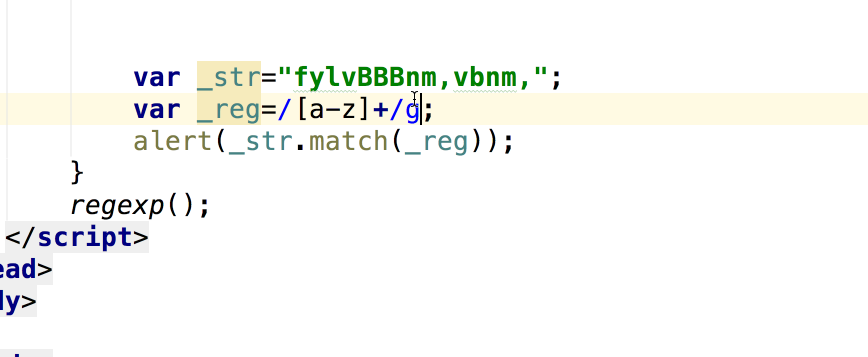 var _str="fylvBBBnm,vbnm,";
var _reg=/[a-z]+/g;
alert(_str.match(_reg));
}
regexp();
</script>
ead>
dy>